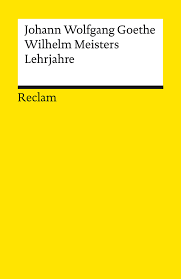 Johann Wolfgang Goethe
Wilhelm Meisters
Lehrjahre
Reclam